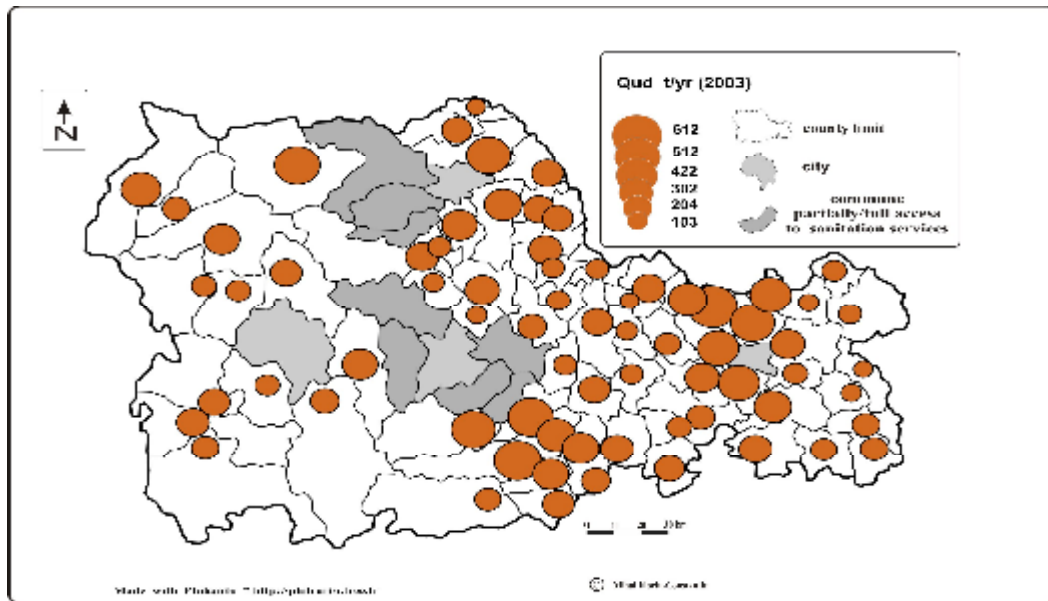 Qud t/yr (2003)
612
512
422
302
204
103
county limit
city
commune
partially/full access
to sanitation services
N
Made with Philcarto *